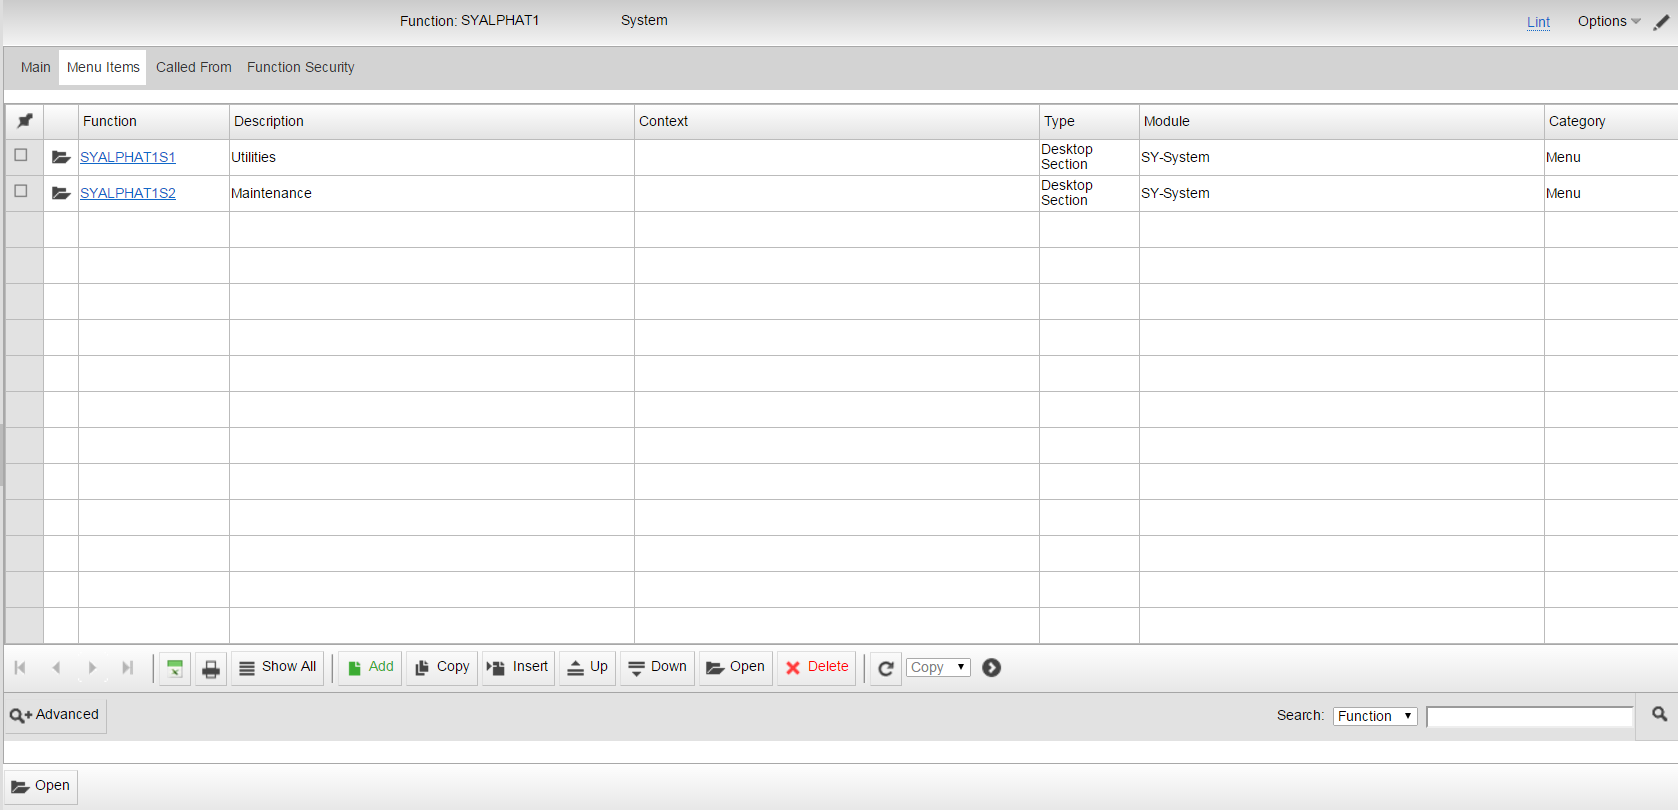 Function: SYALPHAT1 System Lint Options
Main Menu Items Called From Function Security
Function Description Context Type Module Category
SYALPHAT1S1 Utilities Desktop Section SY-System Menu
SYALPHAT1S2 Maintenance Desktop Section SY-System Menu
Show All Add Copy Insert Up Down Open Delete Copy
Advanced Search: Function
Open